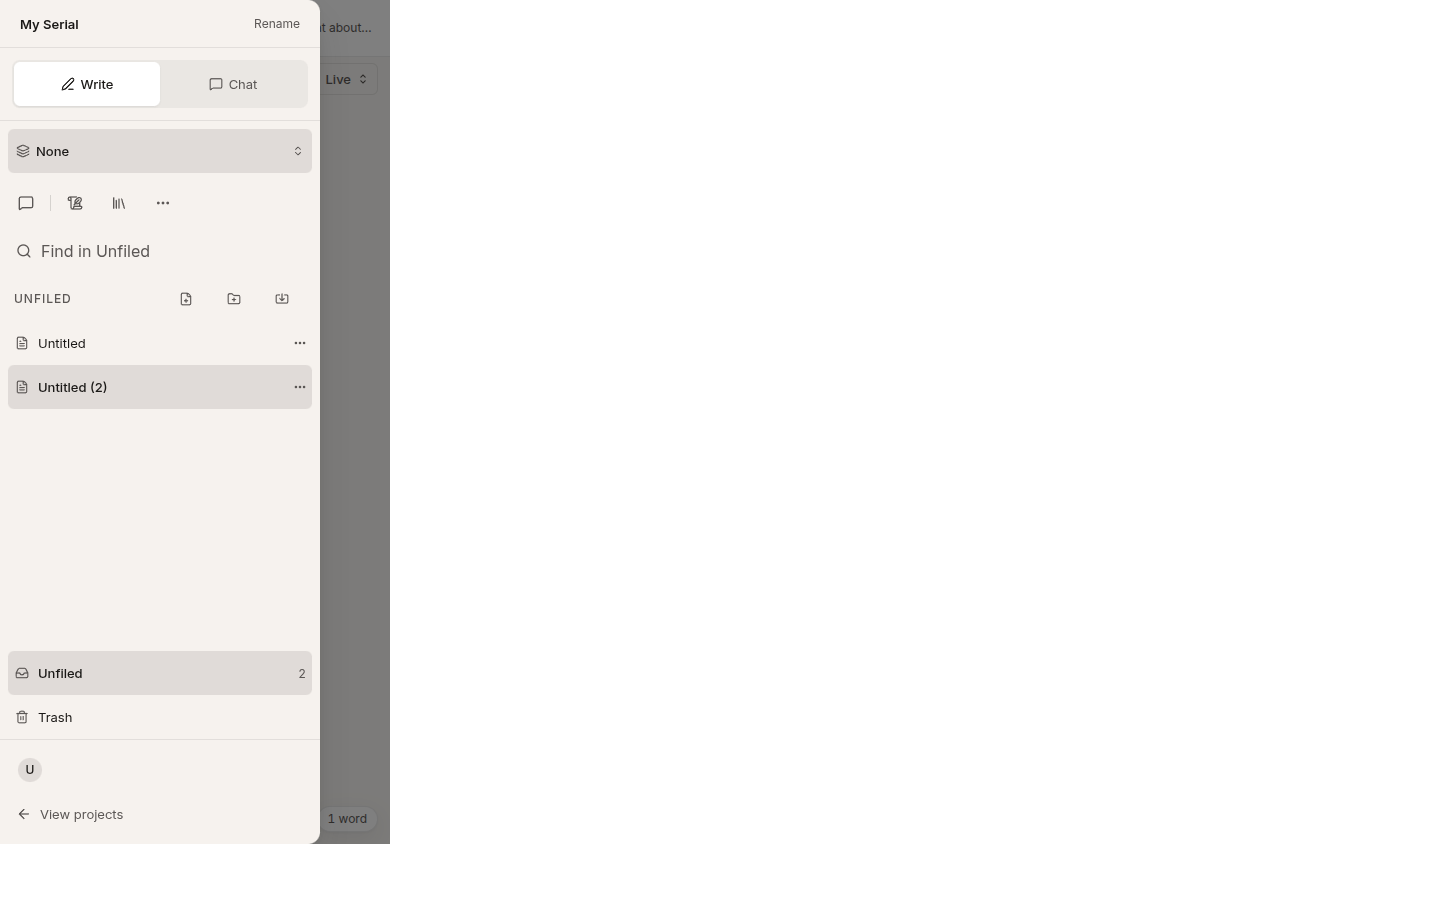 My Serial
Rename
t about...
Write
Chat
Live
None
Find in Unfiled
UNFILED
Untitled
Untitled (2)
Unfiled
2
Trash
U
View projects
1 word